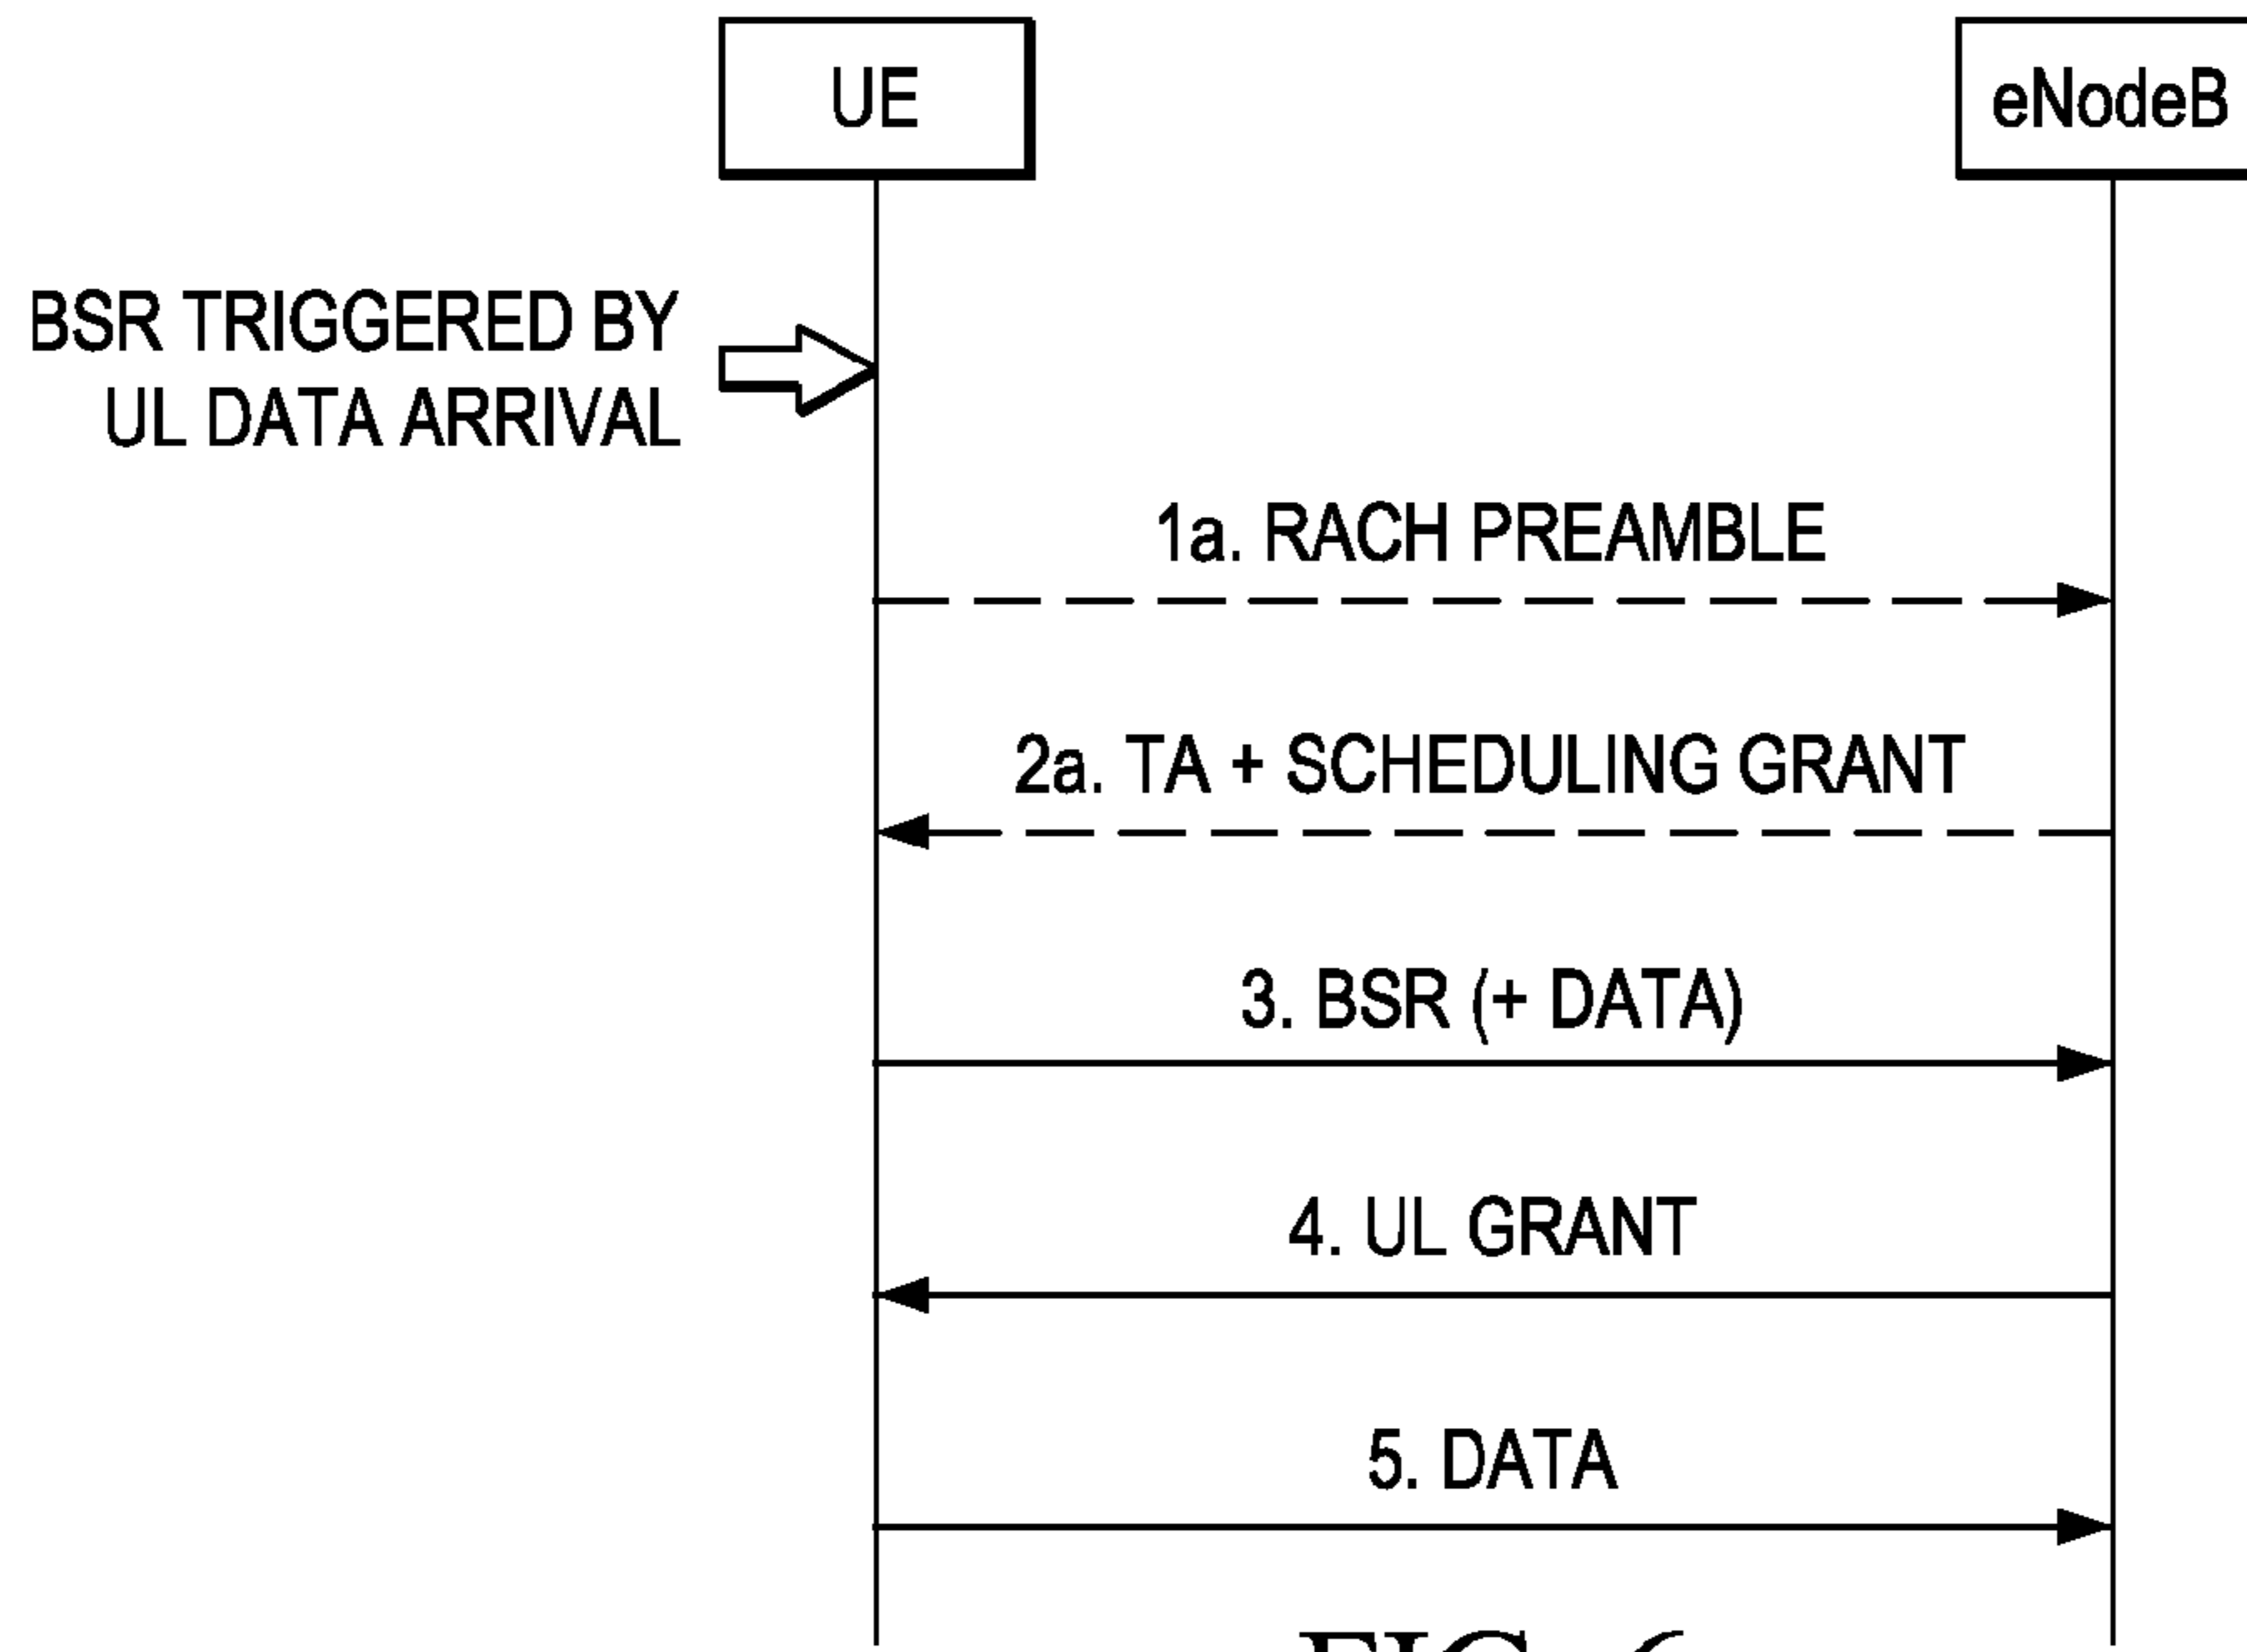 UE
eNodeB
BSR TRIGGERED BY
UL DATA ARRIVAL
1a. RACH PREAMBLE
2a. TA + SCHEDULING GRANT
3. BSR (+ DATA)
4. UL GRANT
5. DATA